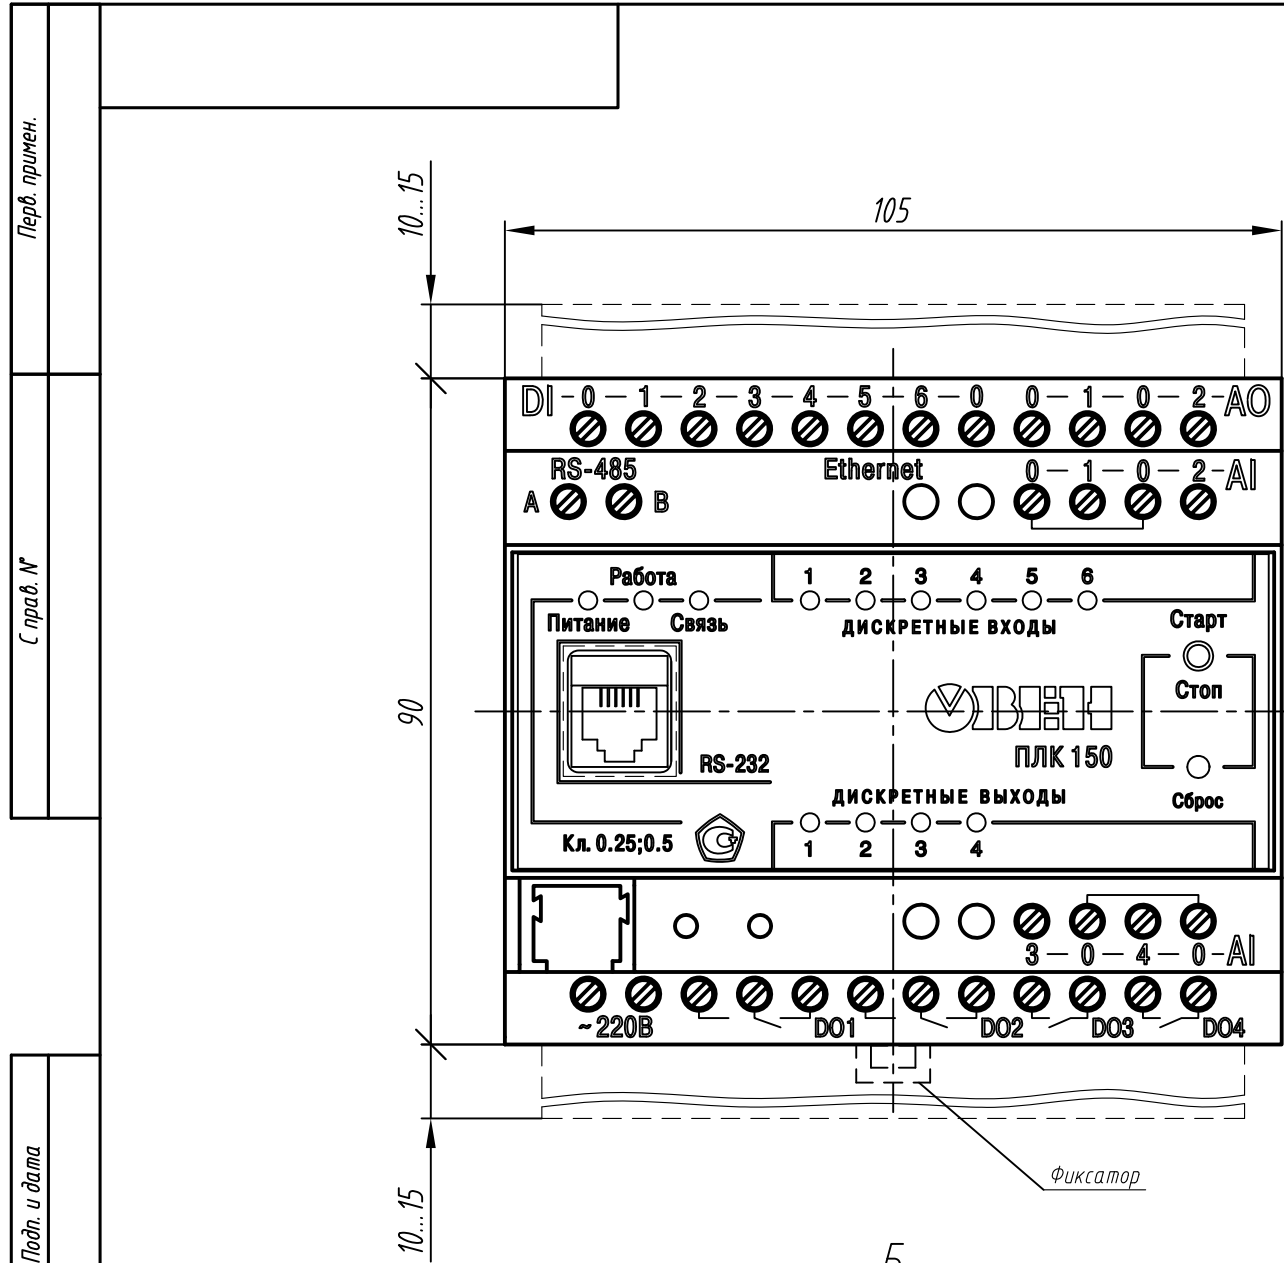 Перв. примен.
Справ. №
Подп. и дата
10...15
105
90
10...15
DI 0 1 2 3 4 5 6 0 0 1 0 2 AO
RS-485 Ethernet 0 1 0 2 AI
A B
Работа 1 2 3 4 5 6
Питание Связь ДИСКРЕТНЫЕ ВХОДЫ Старт
Стоп
ОВЕН
ПЛК 150
RS-232
ДИСКРЕТНЫЕ ВЫХОДЫ Сброс
Кл. 0.25;0.5 1 2 3 4
3 0 4 0 AI
~220В DO1 DO2 DO3 DO4
Фиксатор
Б